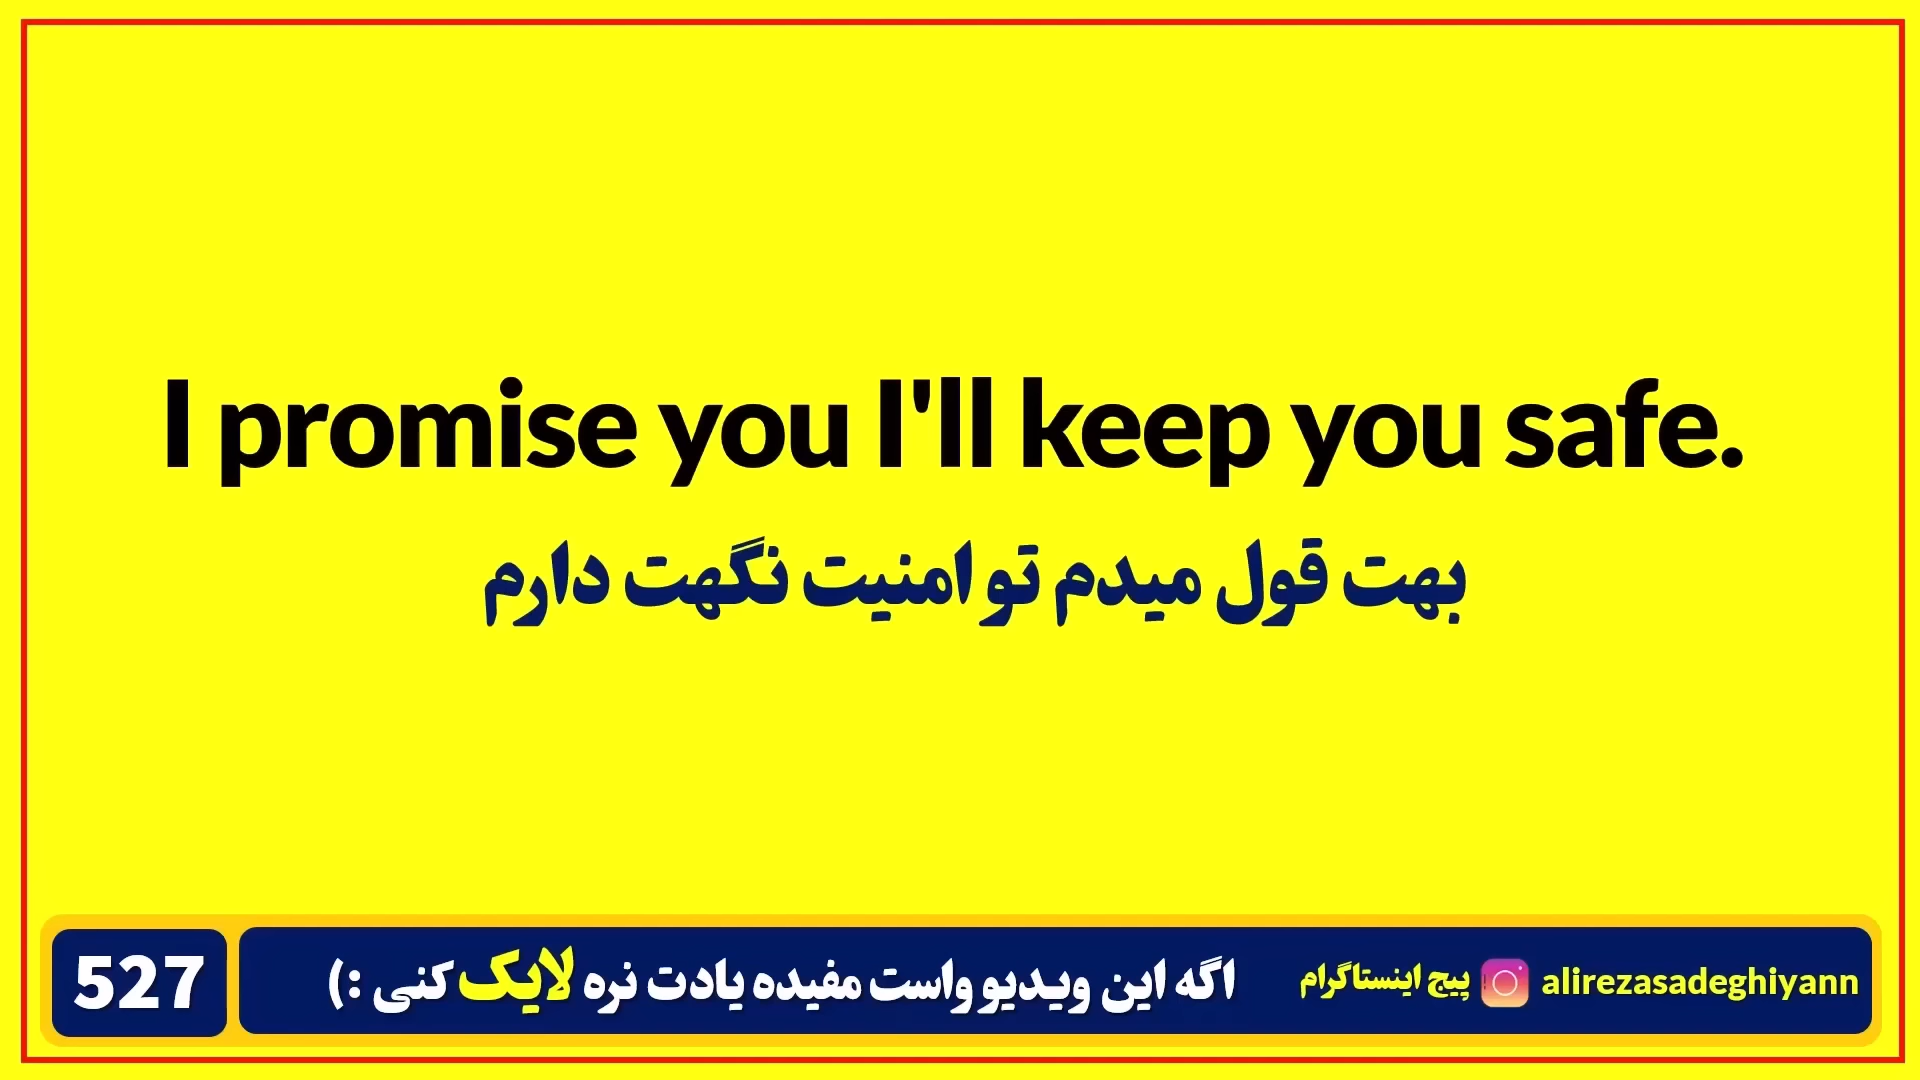 I promise you I'll keep you safe.
بهت قول میدم تو امنیت نگهت دارم
527
اگه این ویدیو واست مفیده یادت نره لایک کنی :)
پیج اینستاگرام alirezasadeghiyann